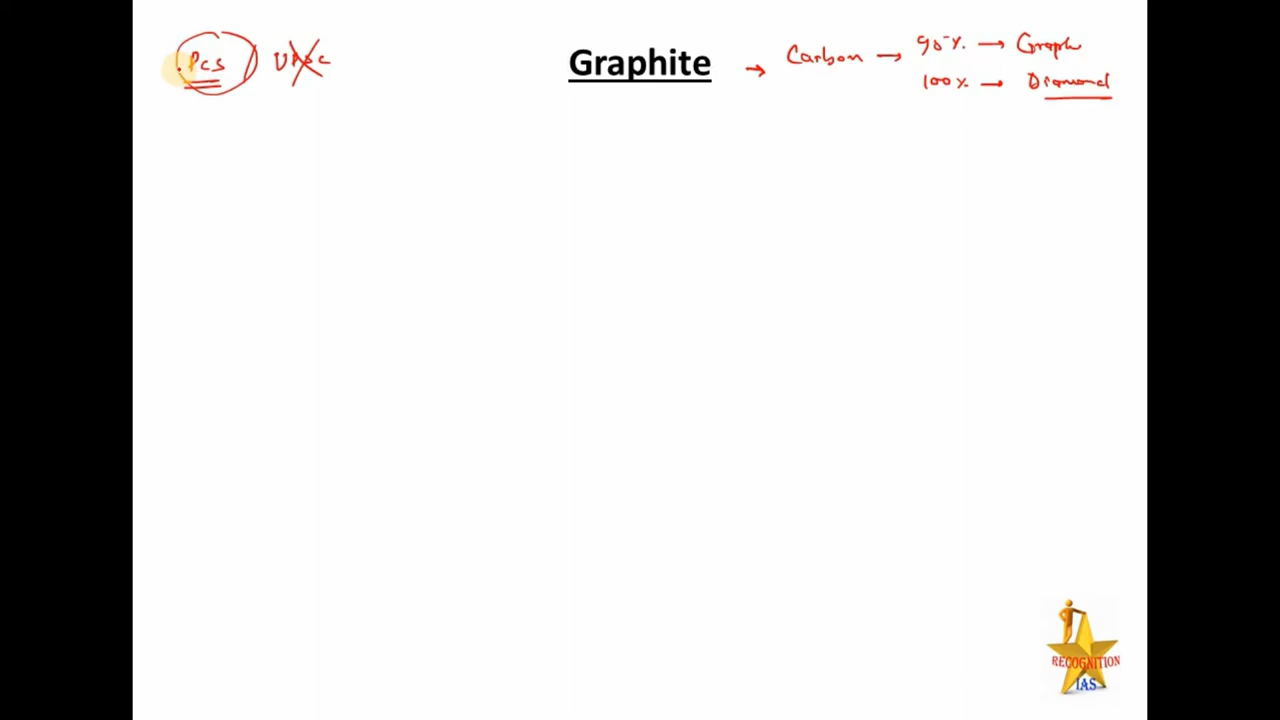 Pcs UPSC
Graphite → Carbon → 90% → Graph
100% → Diamond
RECOGNITION
IAS